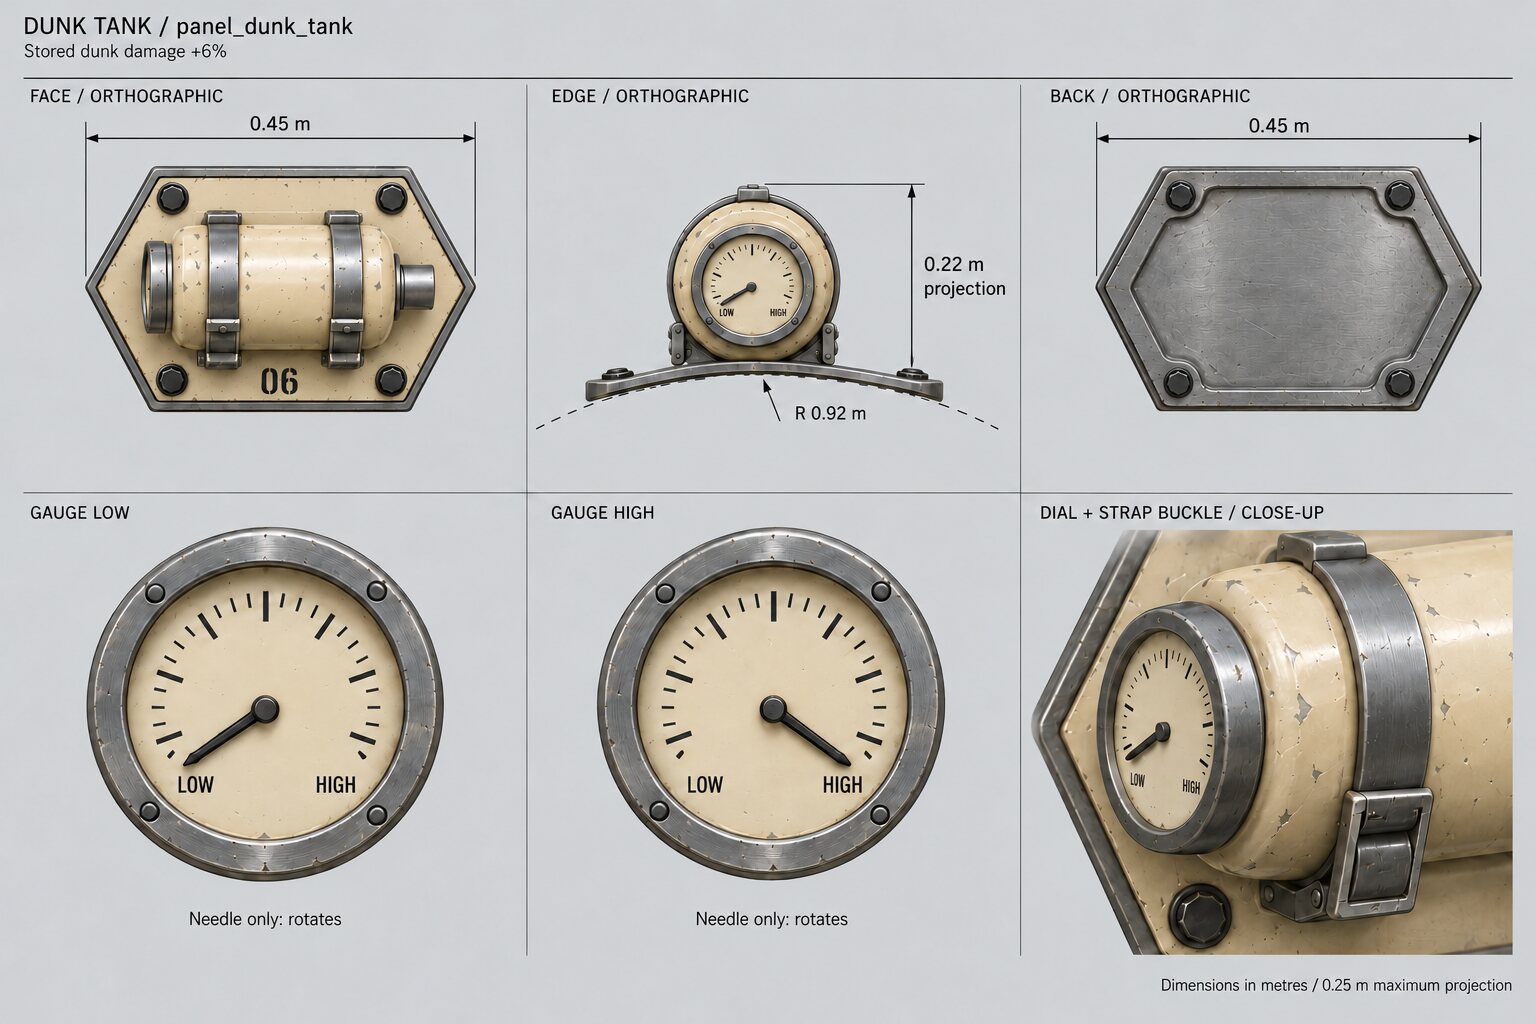 DUNK TANK / panel_dunk_tank
Stored dunk damage +6%
FACE / ORTHOGRAPHIC
0.45 m
06
EDGE / ORTHOGRAPHIC
LOW HIGH
0.22 m
projection
R 0.92 m
BACK / ORTHOGRAPHIC
0.45 m
GAUGE LOW
LOW HIGH
Needle only: rotates
GAUGE HIGH
LOW HIGH
Needle only: rotates
DIAL + STRAP BUCKLE / CLOSE-UP
LOW HIGH
Dimensions in metres / 0.25 m maximum projection